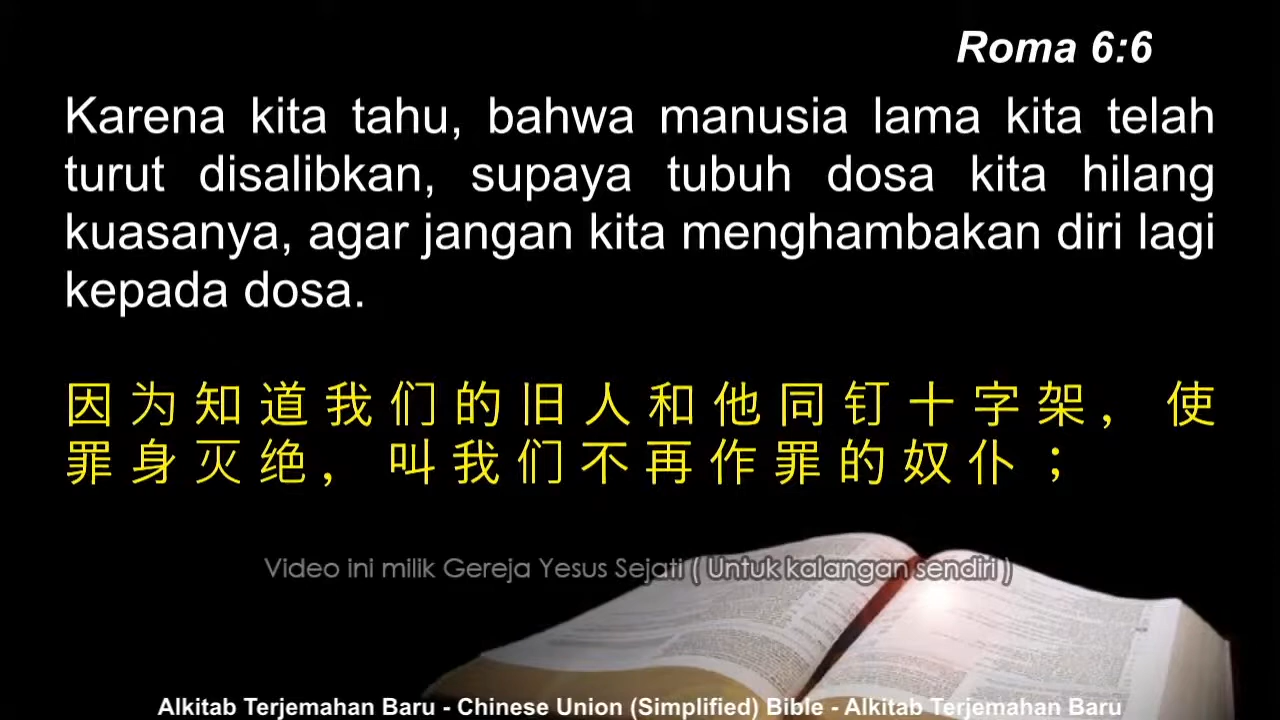 Roma 6:6
Karena kita tahu, bahwa manusia lama kita telah
turut disalibkan, supaya tubuh dosa kita hilang
kuasanya, agar jangan kita menghambakan diri lagi
kepada dosa.
因为知道我们的旧人和他同钉十字架，使
罪身灭绝，叫我们不再作罪的奴仆；
Video ini milik Gereja Yesus Sejati ( Untuk kalangan sendiri )
Alkitab Terjemahan Baru - Chinese Union (Simplified) Bible - Alkitab Terjemahan Baru